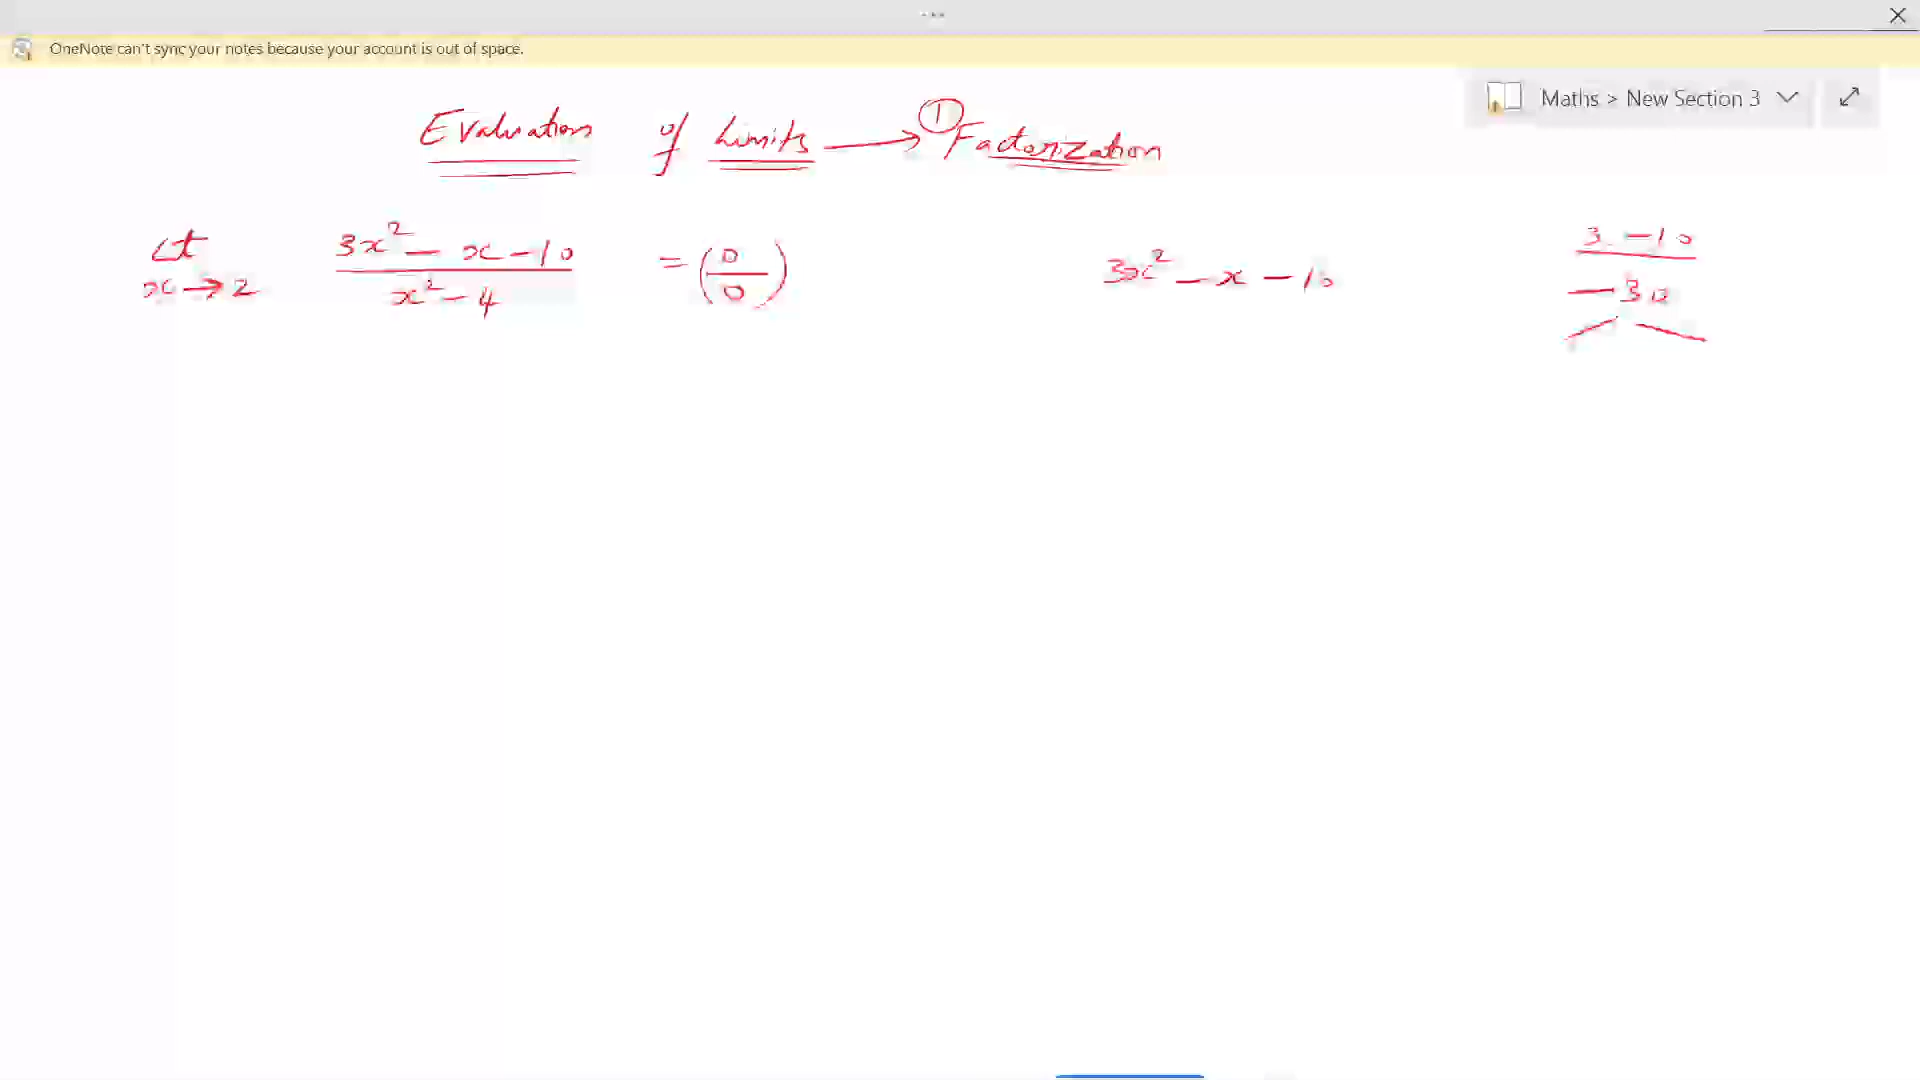 OneNote can't sync your notes because your account is out of space.
Maths > New Section 3
Evaluation of Limits → ① Factorization
Lt x→2 (3x² - x - 10)/(x² - 4) = (0/0)
3x² - x - 10
3 -10
-30